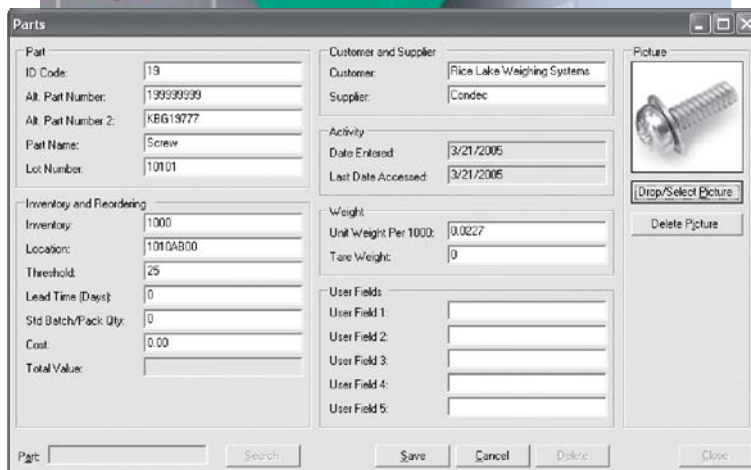 Parts
Part
ID Code: 19
Alt. Part Number: 199999999
Alt. Part Number 2: KBG19777
Part Name: Screw
Lot Number: 10101
Inventory and Reordering
Inventory: 1000
Location: 1010AB00
Threshold: 25
Lead Time (Days): 0
Std Batch/Pack Qty: 0
Cost: 0.00
Total Value:
Customer and Supplier
Customer: Rice Lake Weighing Systems
Supplier: Condec
Activity
Date Entered: 3/21/2005
Last Date Accessed: 3/21/2005
Weight
Unit Weight Per 1000: 0.0227
Tare Weight: 0
User Fields
User Field 1:
User Field 2:
User Field 3:
User Field 4:
User Field 5:
Picture
Drop/Select Picture
Delete Picture
Part: Search Save Cancel Delete Close